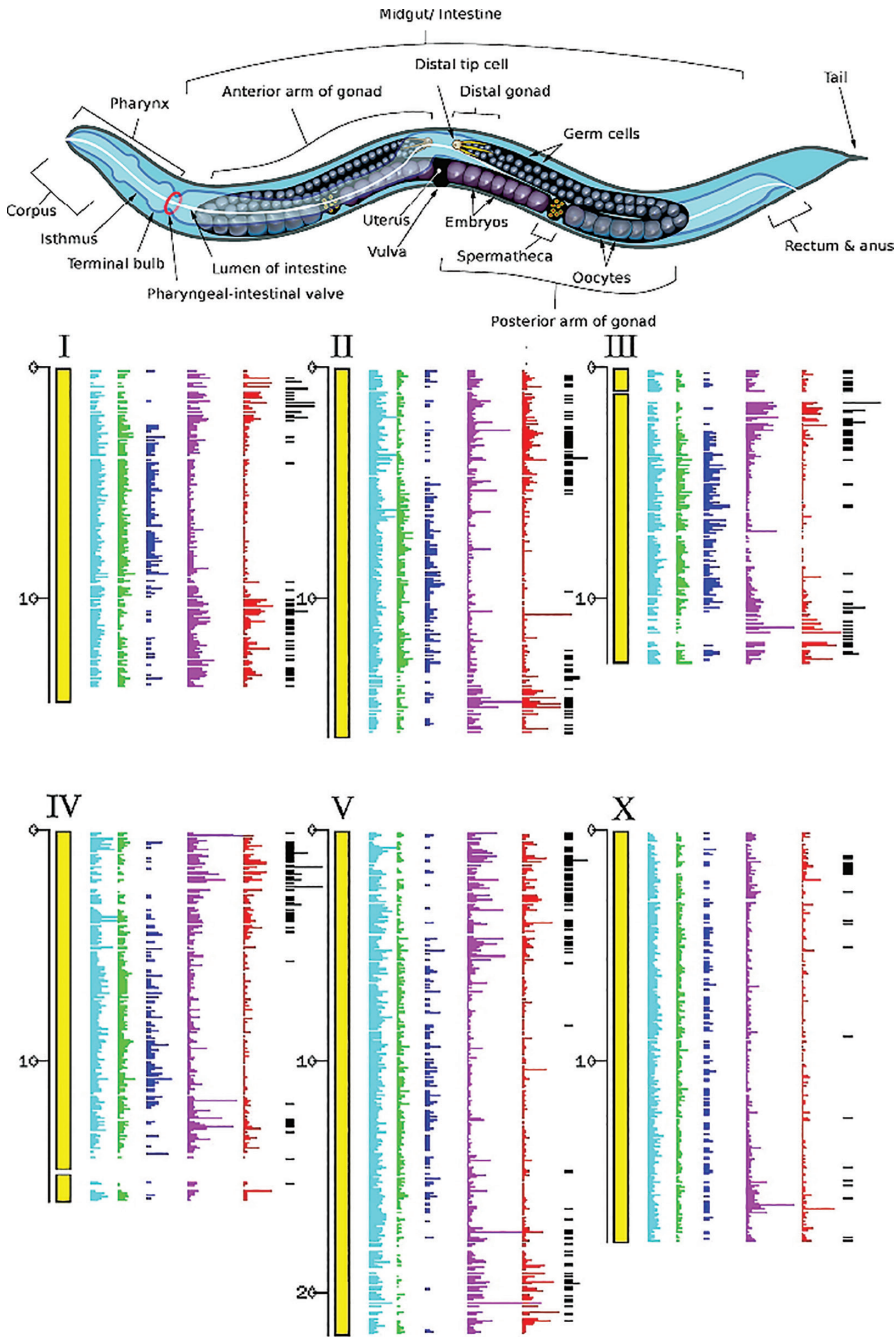 Midgut/ Intestine
Distal tip cell
Tail
Anterior arm of gonad
Distal gonad
Pharynx
Germ cells
Corpus
Uterus
Embryos
Isthmus
Vulva
Rectum & anus
Terminal bulb
Lumen of intestine
Spermatheca
Oocytes
Pharyngeal-intestinal valve
Posterior arm of gonad
I II III
0 0 0
10 10 10
IV V X
0 0 0
10 10 10
20